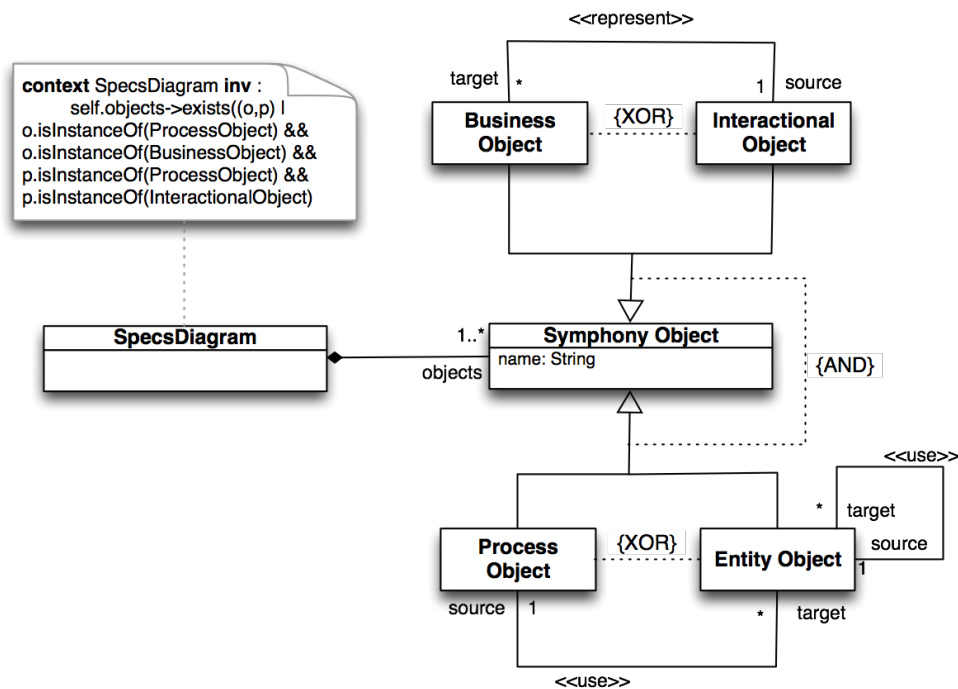 <<represent>>
context SpecsDiagram inv :
self.objects->exists((o,p) |
o.isInstanceOf(ProcessObject) &&
o.isInstanceOf(BusinessObject) &&
p.isInstanceOf(ProcessObject) &&
p.isInstanceOf(InteractionalObject)
target * 1 source
Business
Object
{XOR}
Interactional
Object
SpecsDiagram
1..*
objects
Symphony Object
name: String
{AND}
<<use>>
* target
source
1
Process
Object
{XOR}
Entity Object
source 1
* target
<<use>>